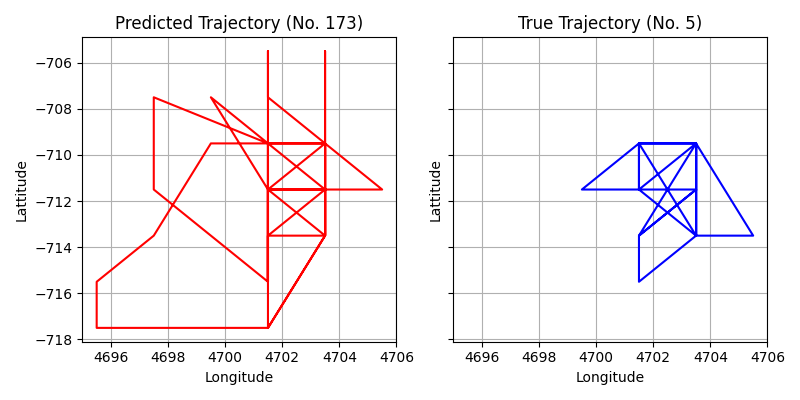 Predicted Trajectory (No. 173)
True Trajectory (No. 5)
−706
−708
−710
−712
−714
−716
−718
Lattitude
Lattitude
4696 4698 4700 4702 4704 4706
4696 4698 4700 4702 4704 4706
Longitude
Longitude